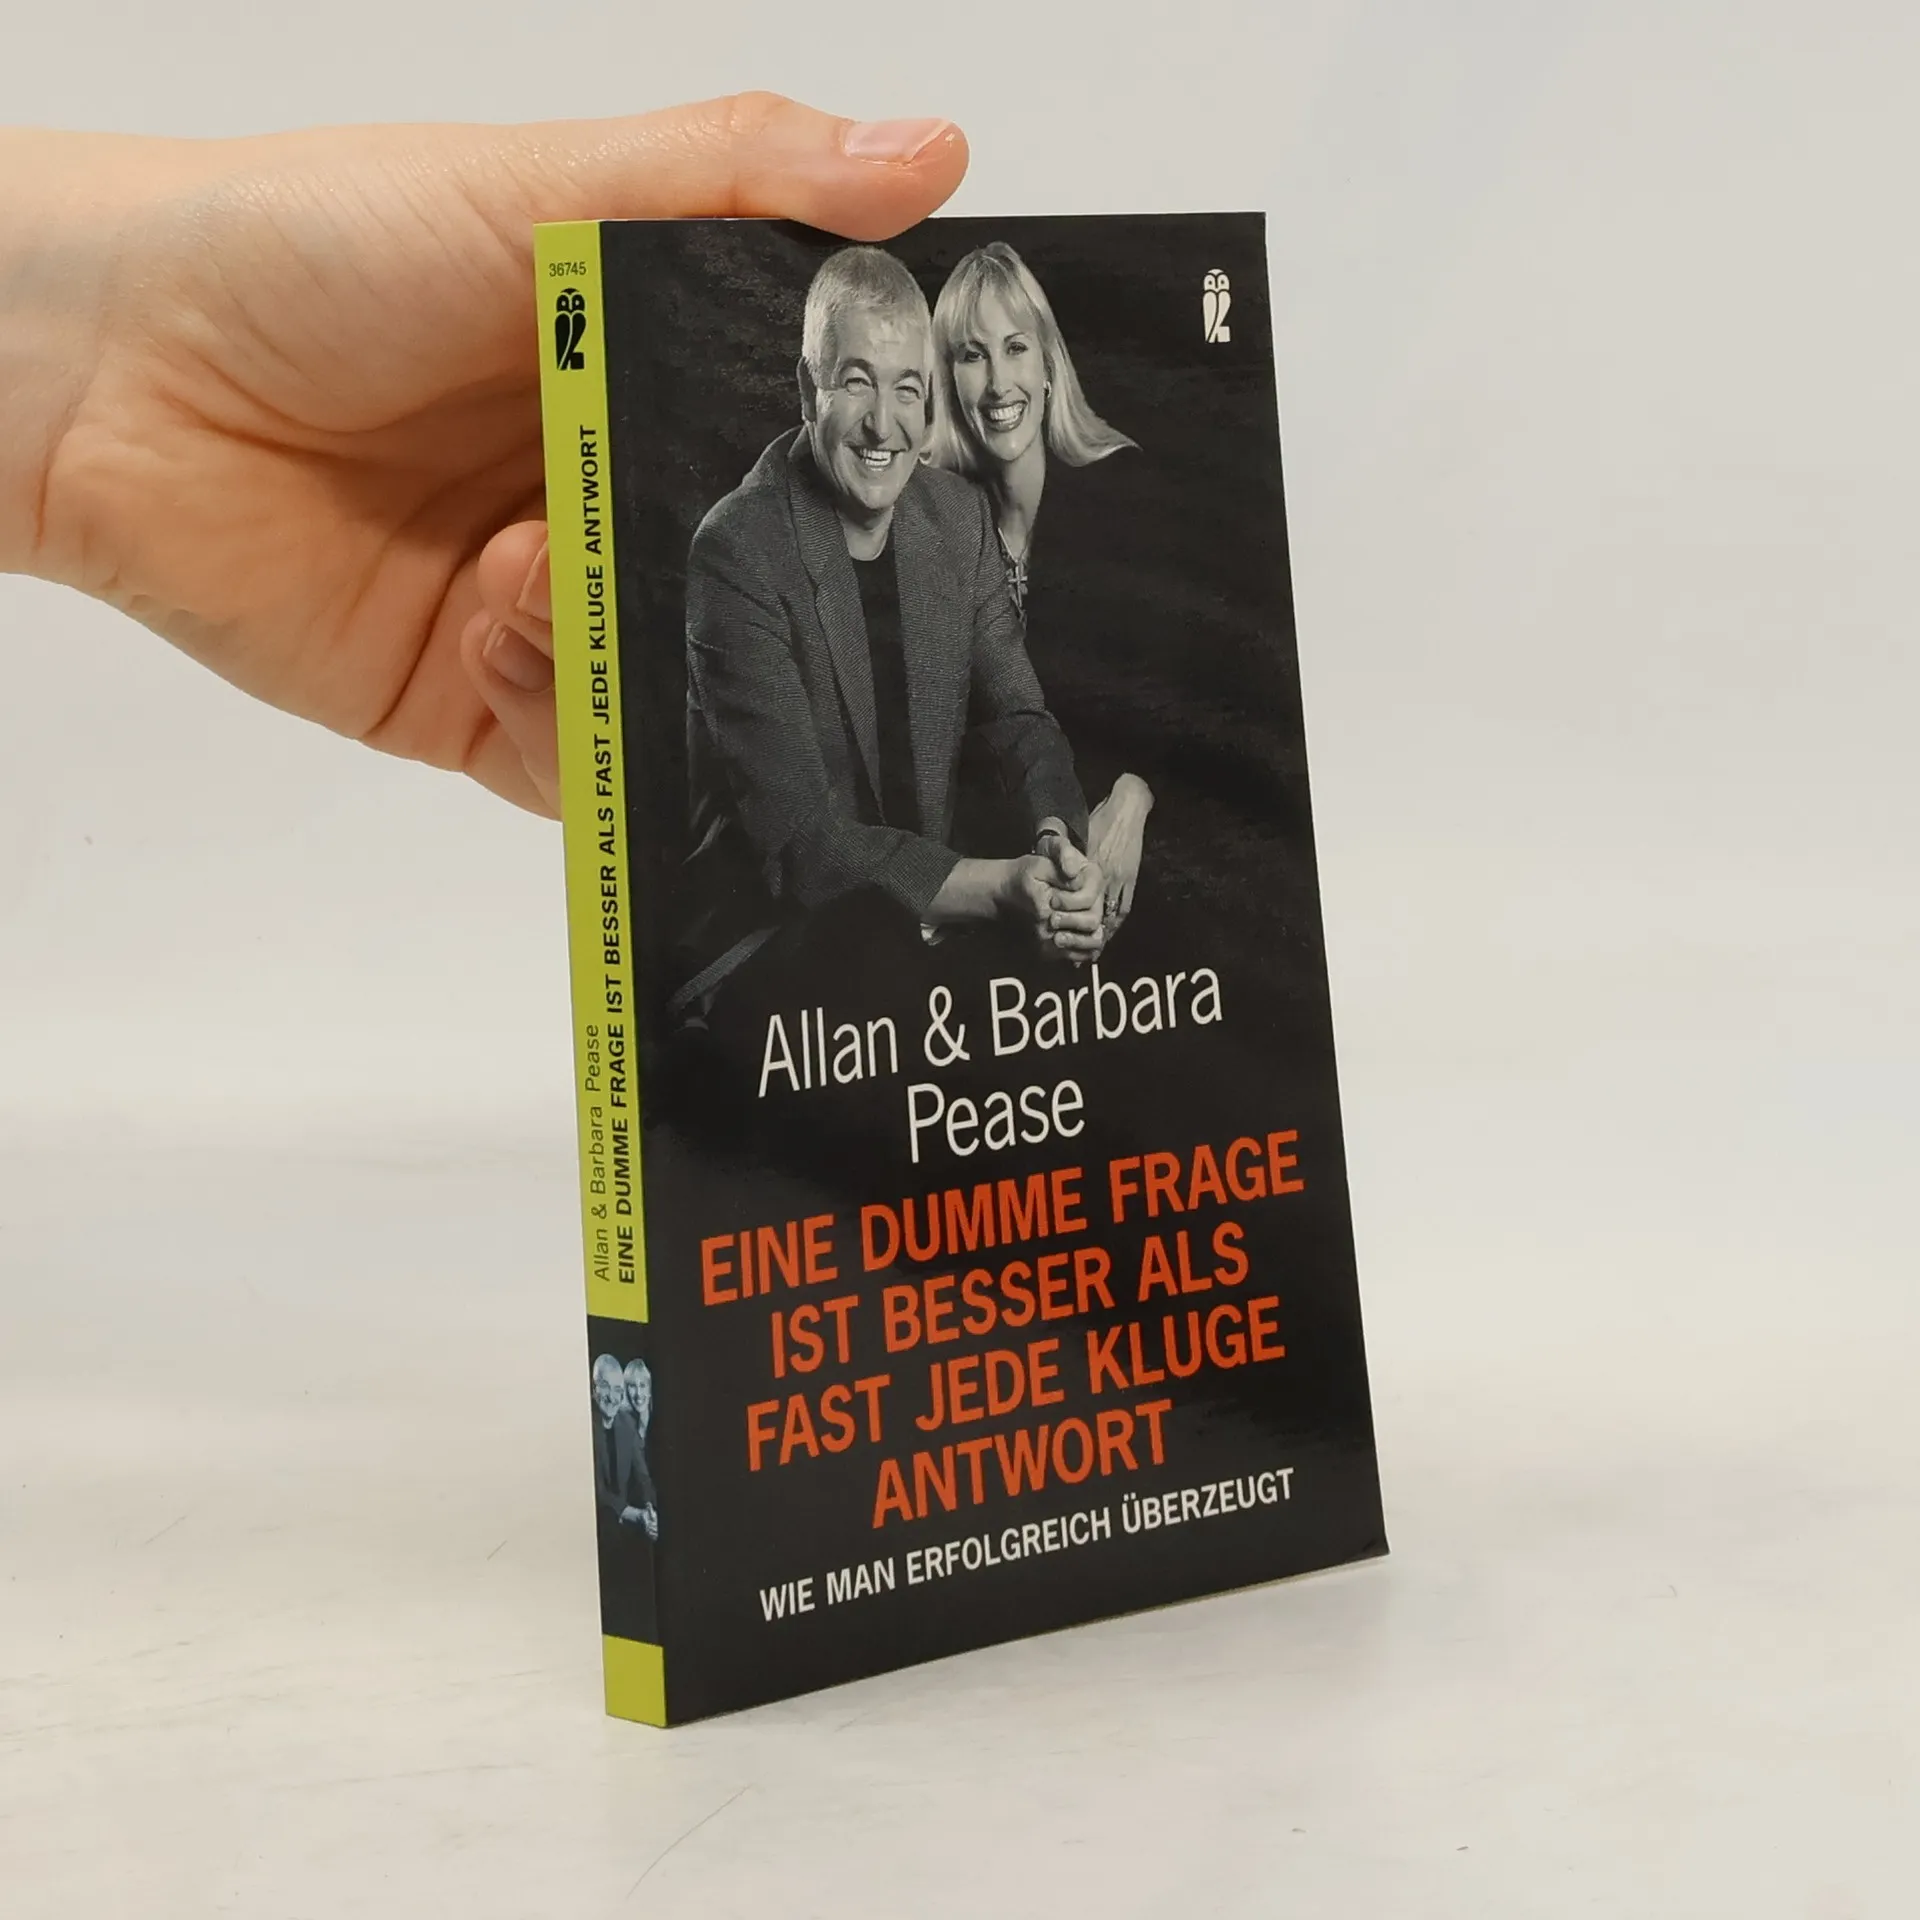 36745
Allan & Barbara Pease
EINE DUMME FRAGE IST BESSER ALS FAST JEDE KLUGE ANTWORT
Allan & Barbara
Pease
EINE DUMME FRAGE
IST BESSER ALS
FAST JEDE KLUGE
ANTWORT
WIE MAN ERFOLGREICH ÜBERZEUGT